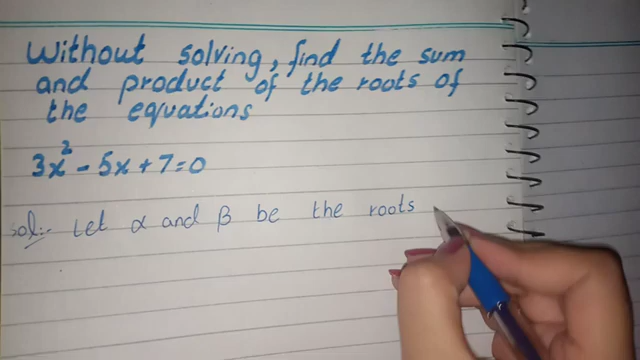 Without solving, find the sum
and product of the roots of
the equations
3x² - 5x + 7 = 0
Sol:- Let α and β be the roots